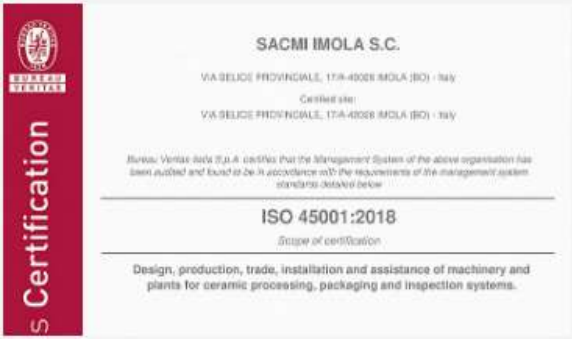 BUREAU VERITAS
BUREAU
VERITAS
s Certification
SACMI IMOLA S.C.
VIA SELICE PROVINCIALE, 17/A-40026 IMOLA (BO) - Italy
Certified site:
VIA SELICE PROVINCIALE, 17/A-40026 IMOLA (BO) - Italy
Bureau Veritas Italia S.p.A. certifies that the Management System of the above organisation has
been audited and found to be in accordance with the requirements of the management system
standards detailed below
ISO 45001:2018
Scope of certification
Design, production, trade, installation and assistance of machinery and
plants for ceramic processing, packaging and inspection systems.